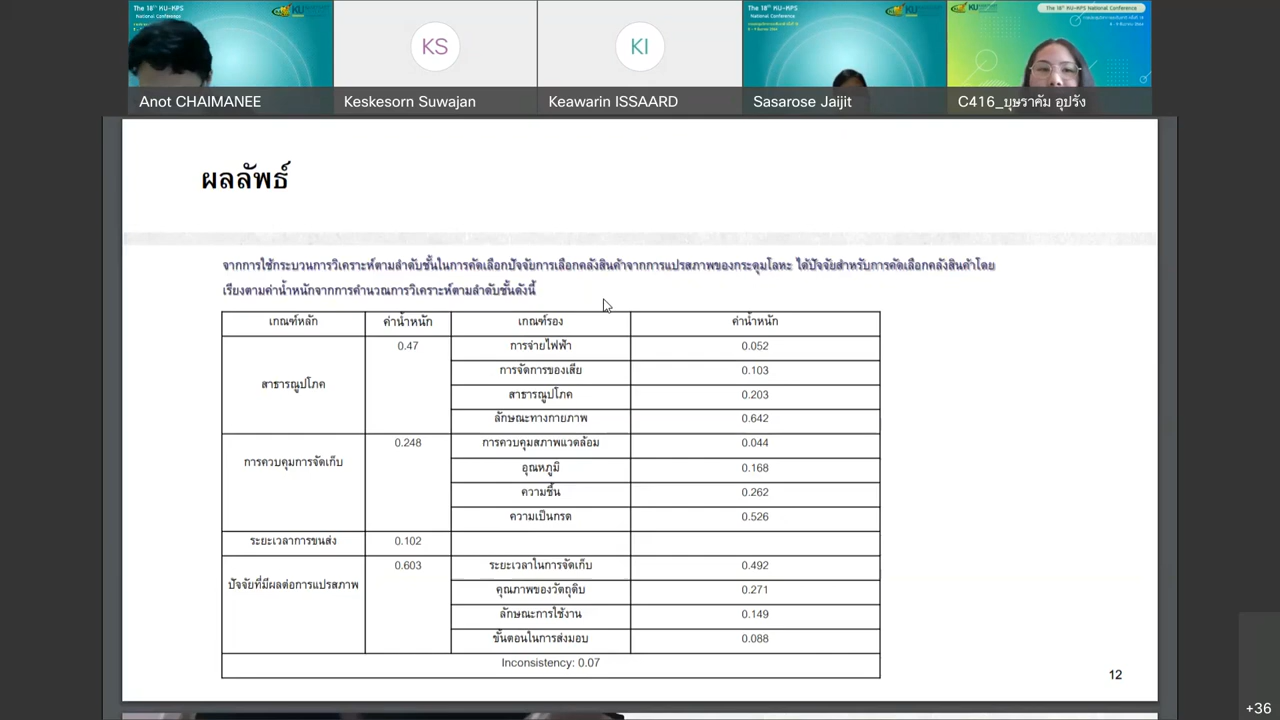 The 18th KU-KPS
National Conference
The 18th KU-KPS
National Conference
The 18th KU-KPS National Conference
KU
KS
KI
Anot CHAIMANEE
Keskesorn Suwajan
Keawarin ISSAARD
Sasarose Jaijit
C416_บุษราคัม อุปรัง
ผลลัพธ์
จากการใช้กระบวนการวิเคราะห์ตามลำดับชั้นในการคัดเลือกปัจจัยการเลือกคลังสินค้าจากการแปรสภาพของกระดุมโลหะ ได้ปัจจัยสำหรับการคัดเลือกคลังสินค้าโดย
เรียงตามค่าน้ำหนักจากการคำนวณการวิเคราะห์ตามลำดับชั้นดังนี้
เกณฑ์หลัก ค่าน้ำหนัก เกณฑ์รอง ค่าน้ำหนัก
สาธารณูปโภค 0.47 การจ่ายไฟฟ้า 0.052
การจัดการของเสีย 0.103
สาธารณูปโภค 0.203
ลักษณะทางกายภาพ 0.642
การควบคุมการจัดเก็บ 0.248 การควบคุมสภาพแวดล้อม 0.044
อุณหภูมิ 0.168
ความชื้น 0.262
ความเป็นกรด 0.526
ระยะเวลาการขนส่ง 0.102
ปัจจัยที่มีผลต่อการแปรสภาพ 0.603 ระยะเวลาในการจัดเก็บ 0.492
คุณภาพของวัตถุดิบ 0.271
ลักษณะการใช้งาน 0.149
ขั้นตอนในการส่งมอบ 0.088
Inconsistency: 0.07
12
+36